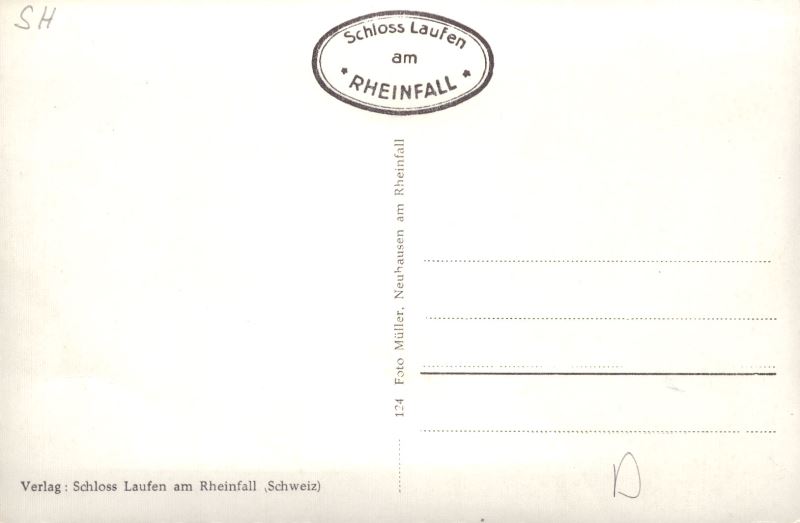 SH
Schloss Laufen
am
* RHEINFALL *
124 Foto Müller, Neuhausen am Rheinfall
Verlag: Schloss Laufen am Rheinfall (Schweiz)
D